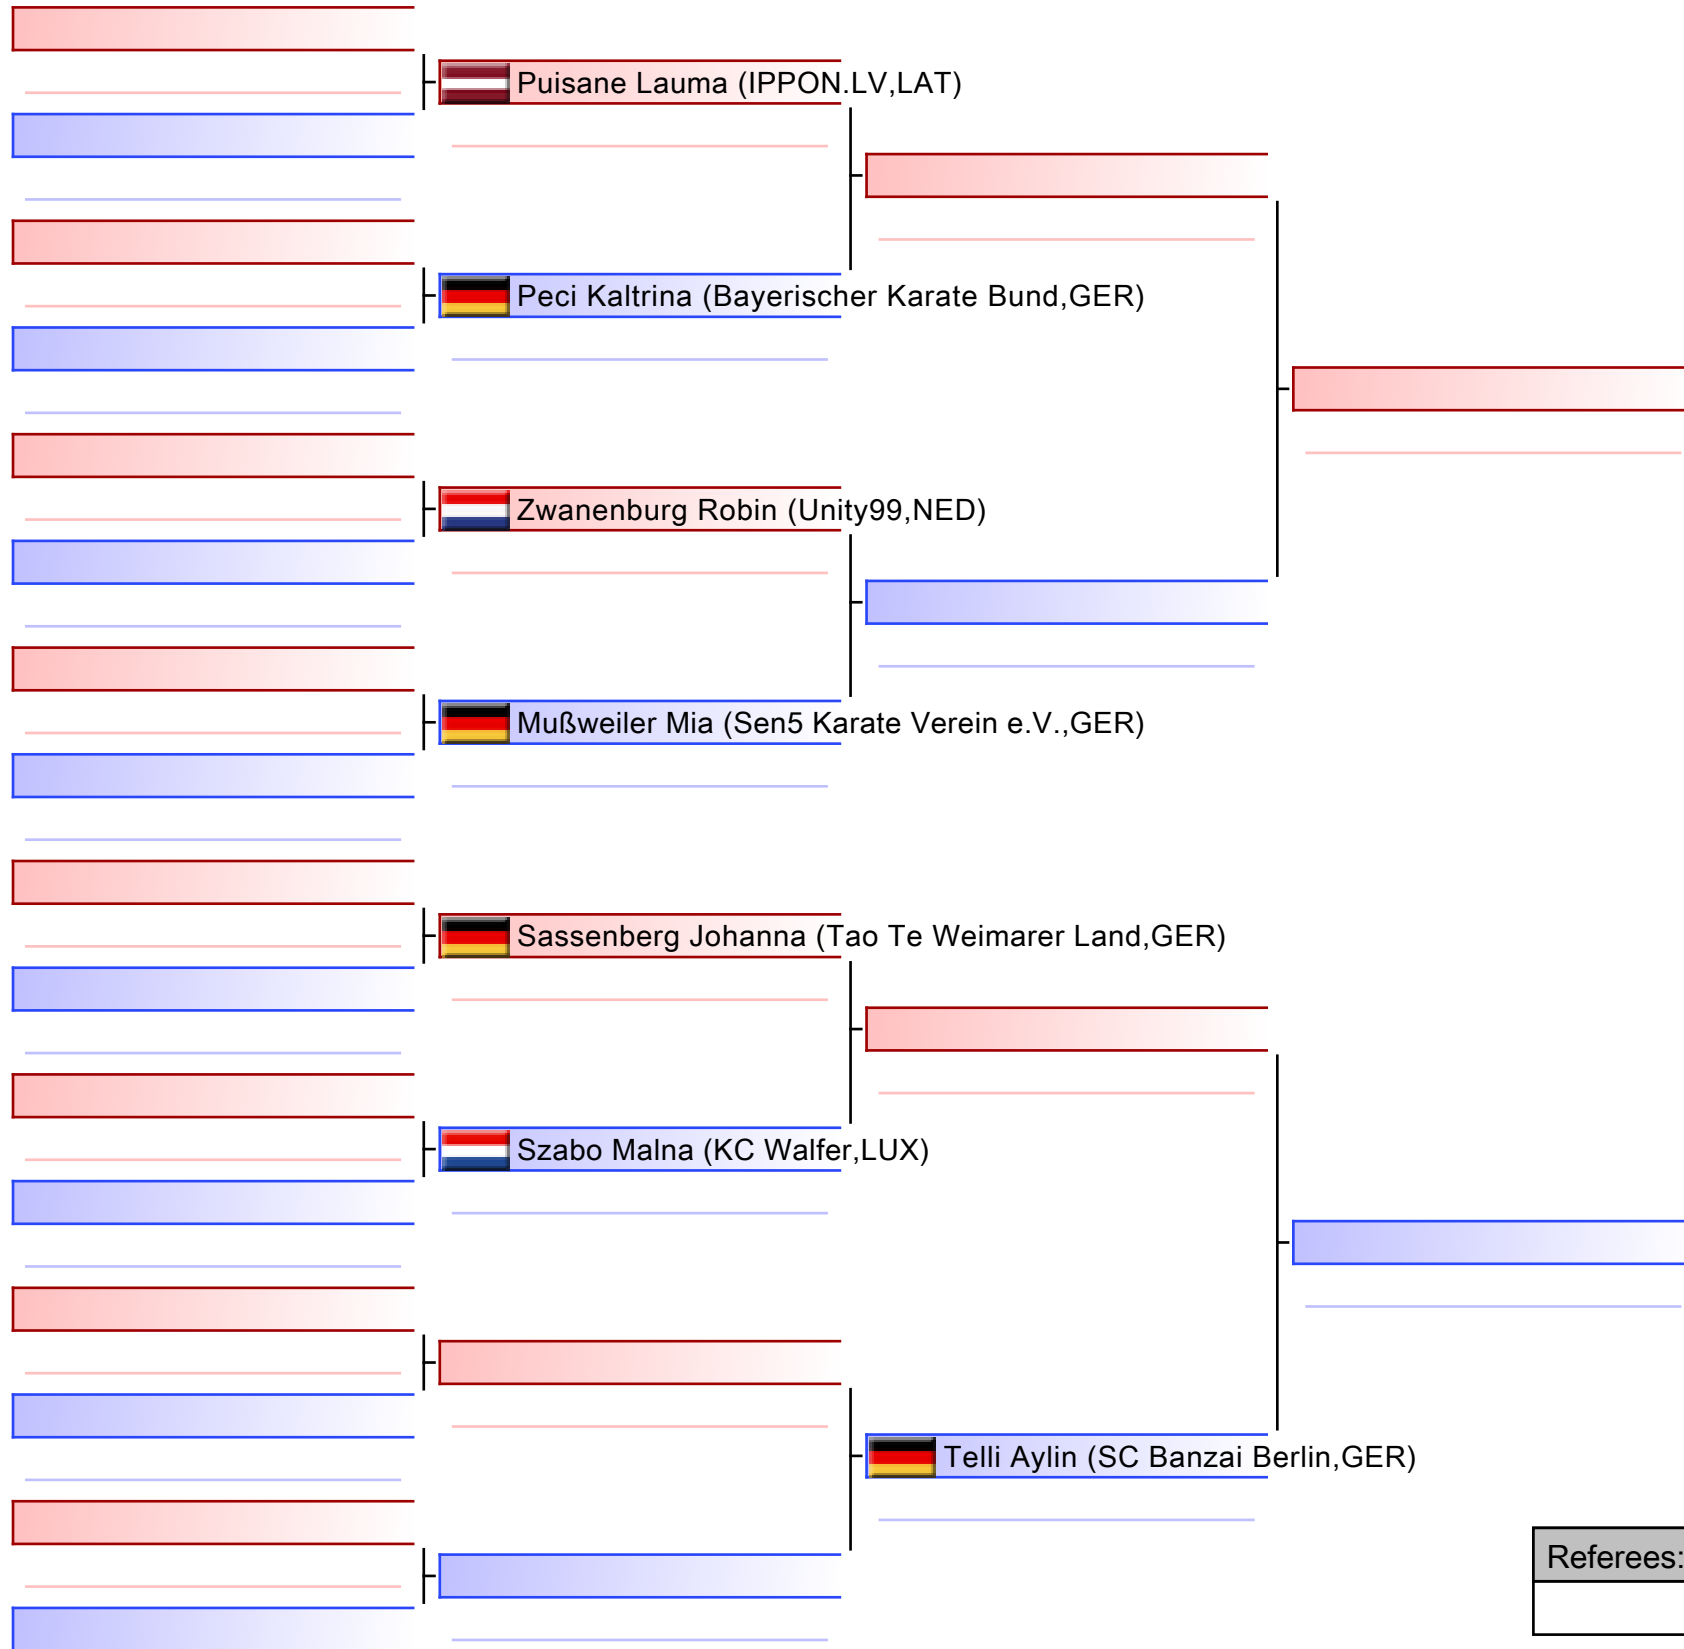 Puisane Lauma (IPPON.LV,LAT)
Peci Kaltrina (Bayerischer Karate Bund,GER)
Zwanenburg Robin (Unity99,NED)
Mußweiler Mia (Sen5 Karate Verein e.V.,GER)
Sassenberg Johanna (Tao Te Weimarer Land,GER)
Szabo Malna (KC Walfer,LUX)
Telli Aylin (SC Banzai Berlin,GER)
Referees: